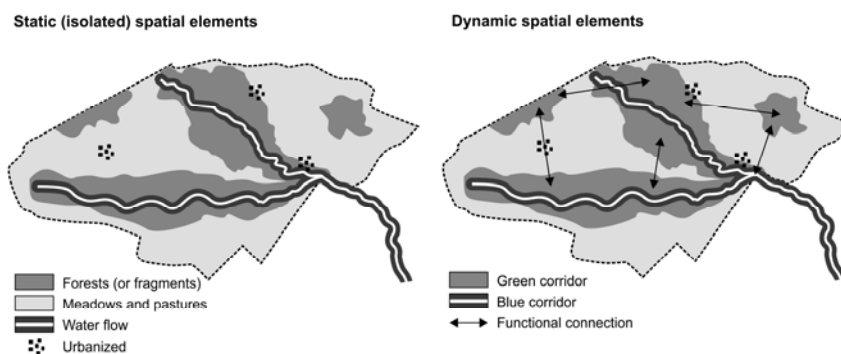 Static (isolated) spatial elements
Dynamic spatial elements
Forests (or fragments)
Meadows and pastures
Water flow
Urbanized
Green corridor
Blue corridor
Functional connection